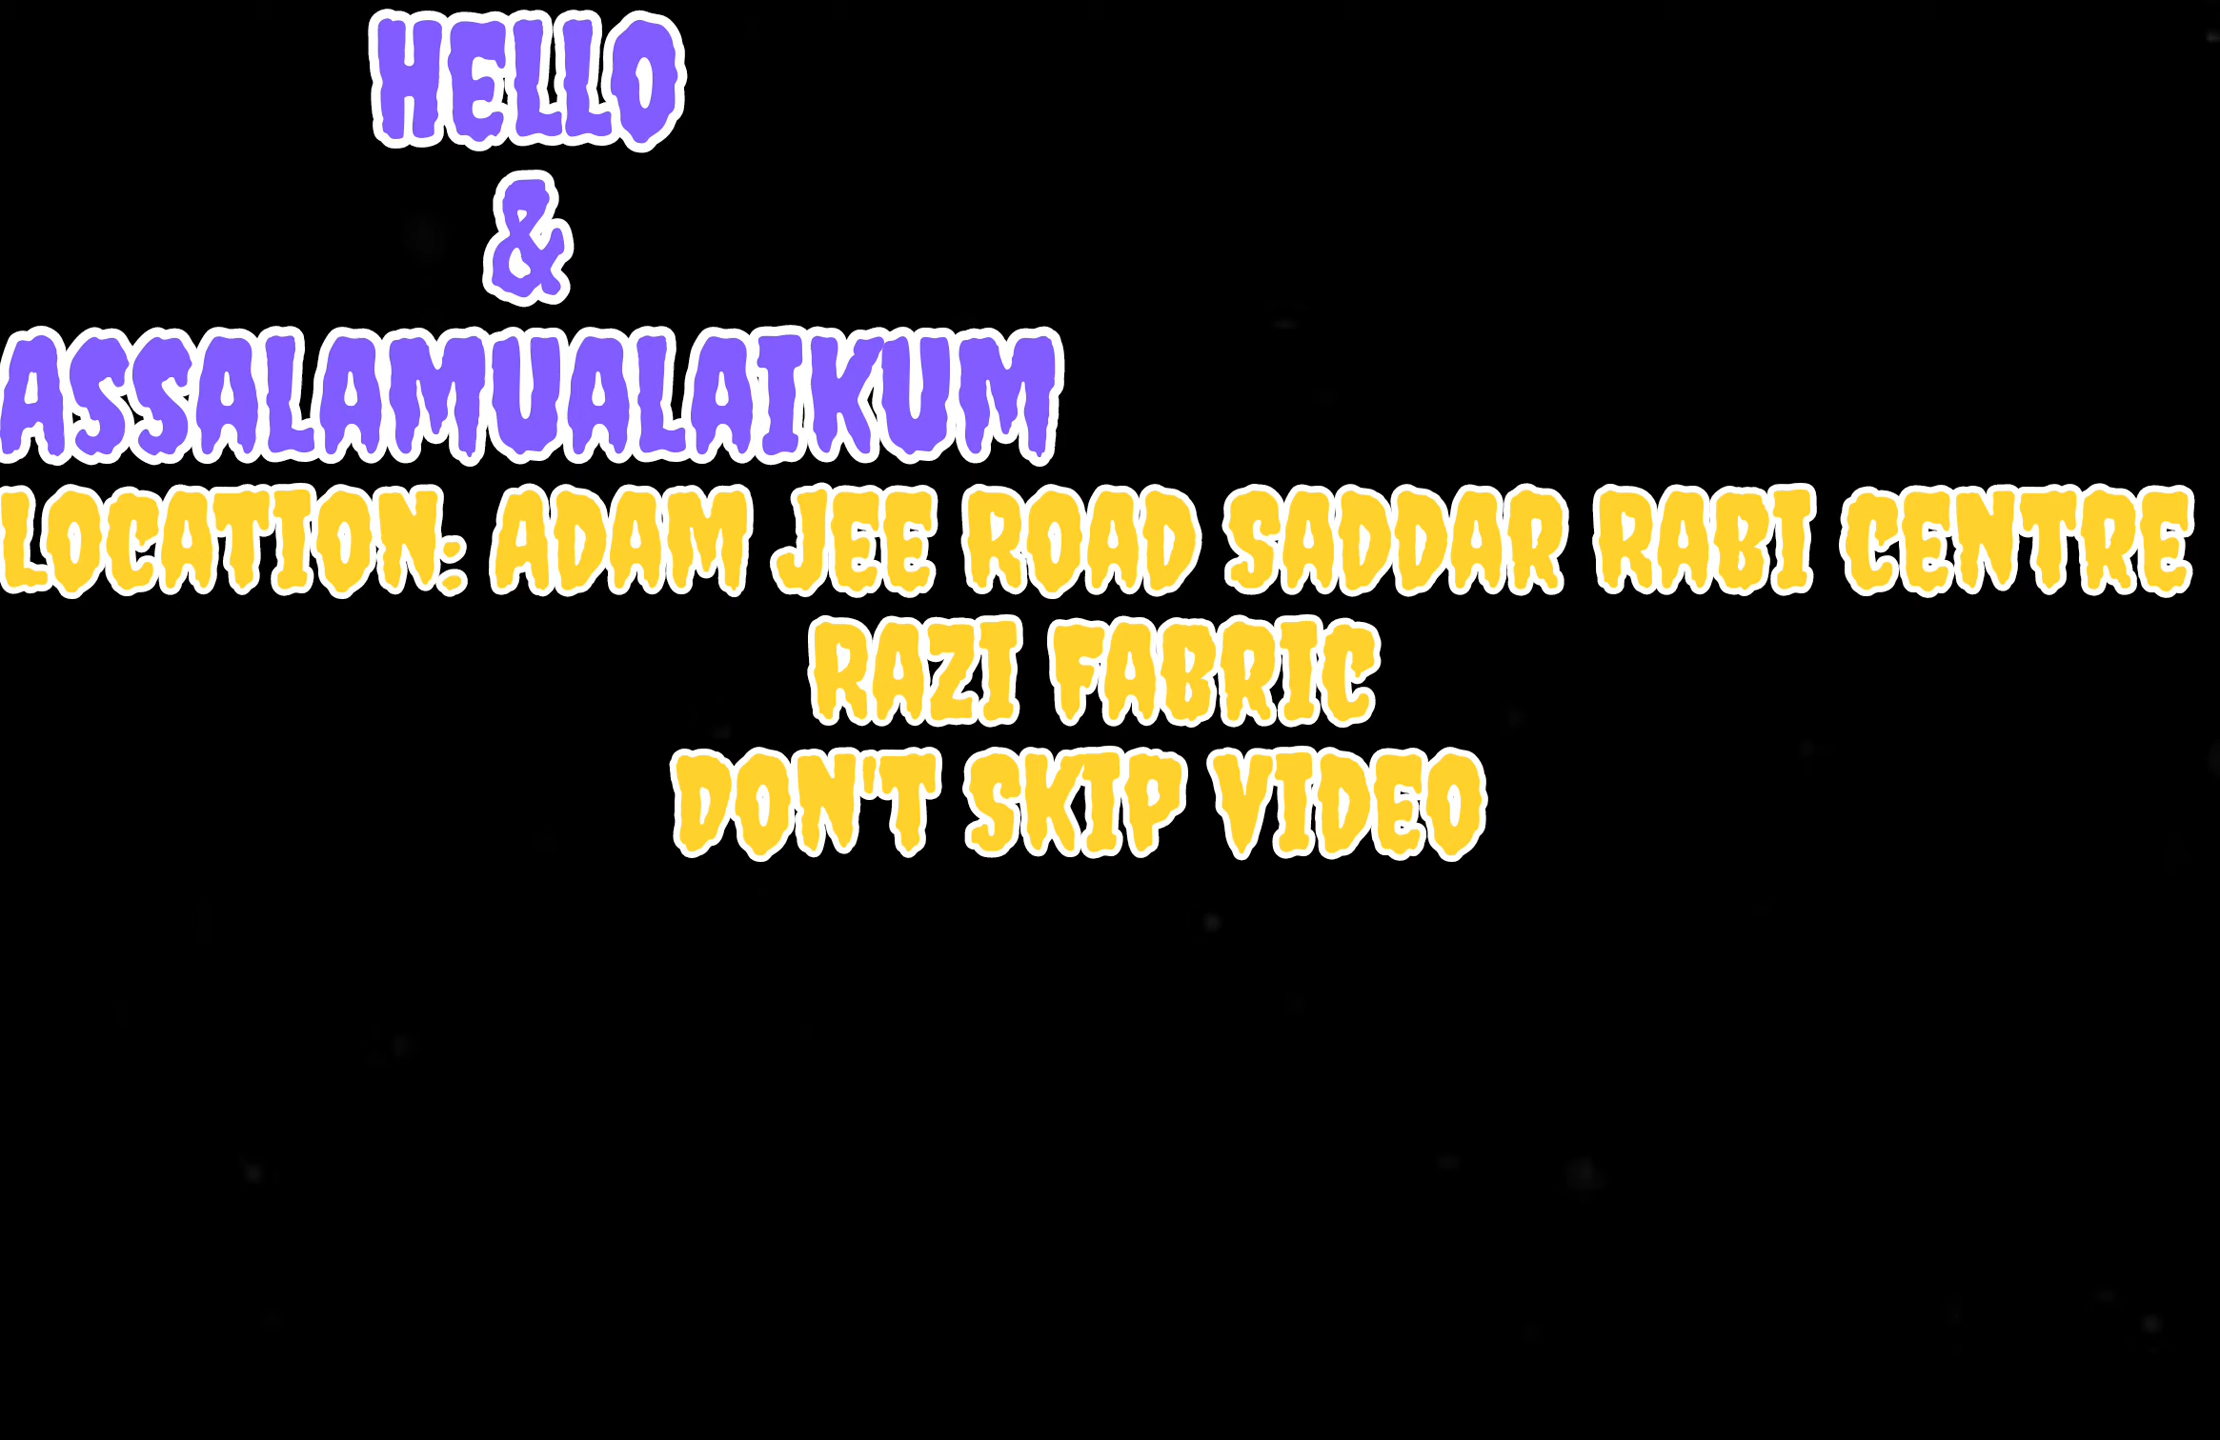 HELLO
&
ASSALAMUALAIKUM
LOCATION: ADAM JEE ROAD SADDAR RABI CENTRE
RAZI FABRIC
DON'T SKIP VIDEO